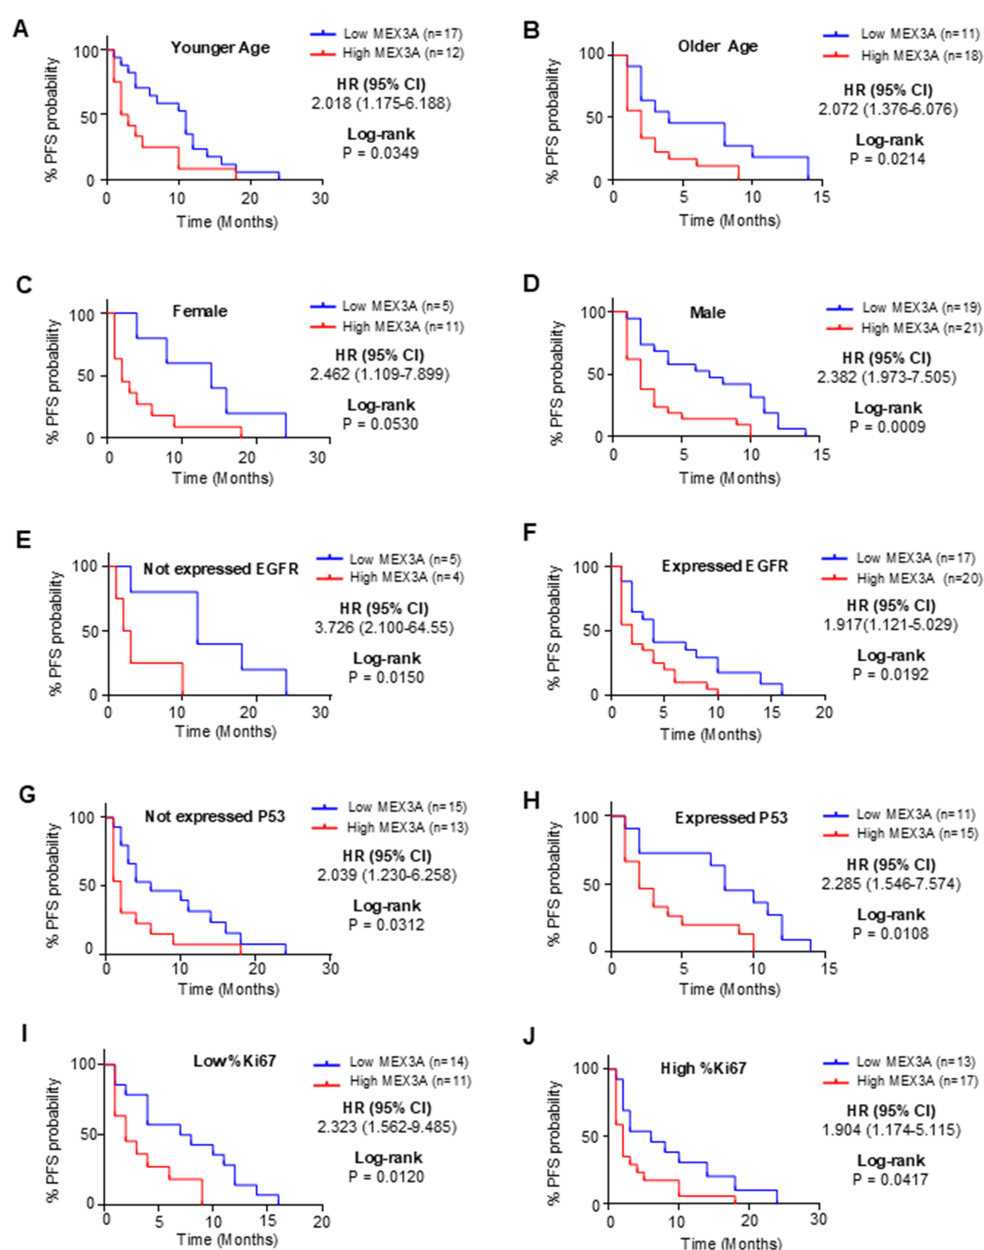 A
Younger Age
Low MEX3A (n=17)
High MEX3A (n=12)
HR (95% CI)
2.018 (1.175-6.188)
Log-rank
P = 0.0349
% PFS probability
100
50
0
0 10 20 30
Time (Months)
B
Older Age
Low MEX3A (n=11)
High MEX3A (n=18)
HR (95% CI)
2.072 (1.376-6.076)
Log-rank
P = 0.0214
% PFS probability
100
50
0
0 5 10 15
Time (Months)
C
Female
Low MEX3A (n=5)
High MEX3A (n=11)
HR (95% CI)
2.462 (1.109-7.899)
Log-rank
P = 0.0530
% PFS probability
100
50
0
0 10 20 30
Time (Months)
D
Male
Low MEX3A (n=19)
High MEX3A (n=21)
HR (95% CI)
2.382 (1.973-7.505)
Log-rank
P = 0.0009
% PFS probability
100
50
0
0 5 10 15
Time (Months)
E
Not expressed EGFR
Low MEX3A (n=5)
High MEX3A (n=4)
HR (95% CI)
3.726 (2.100-64.55)
Log-rank
P = 0.0150
% PFS probability
100
50
0
0 10 20 30
Time (Months)
F
Expressed EGFR
Low MEX3A (n=17)
High MEX3A (n=20)
HR (95% CI)
1.917(1.121-5.029)
Log-rank
P = 0.0192
% PFS probability
100
50
0
0 5 10 15 20
Time (Months)
G
Not expressed P53
Low MEX3A (n=15)
High MEX3A (n=13)
HR (95% CI)
2.039 (1.230-6.258)
Log-rank
P = 0.0312
% PFS probability
100
50
0
0 10 20 30
Time (Months)
H
Expressed P53
Low MEX3A (n=11)
High MEX3A (n=15)
HR (95% CI)
2.285 (1.546-7.574)
Log-rank
P = 0.0108
% PFS probability
100
50
0
0 5 10 15
Time (Months)
I
Low%Ki67
Low MEX3A (n=14)
High MEX3A (n=11)
HR (95% CI)
2.323 (1.562-9.485)
Log-rank
P = 0.0120
% PFS probability
100
50
0
0 5 10 15 20
Time (Months)
J
High %Ki67
Low MEX3A (n=13)
High MEX3A (n=17)
HR (95% CI)
1.904 (1.174-5.115)
Log-rank
P = 0.0417
% PFS probability
100
50
0
0 10 20 30
Time (Months)